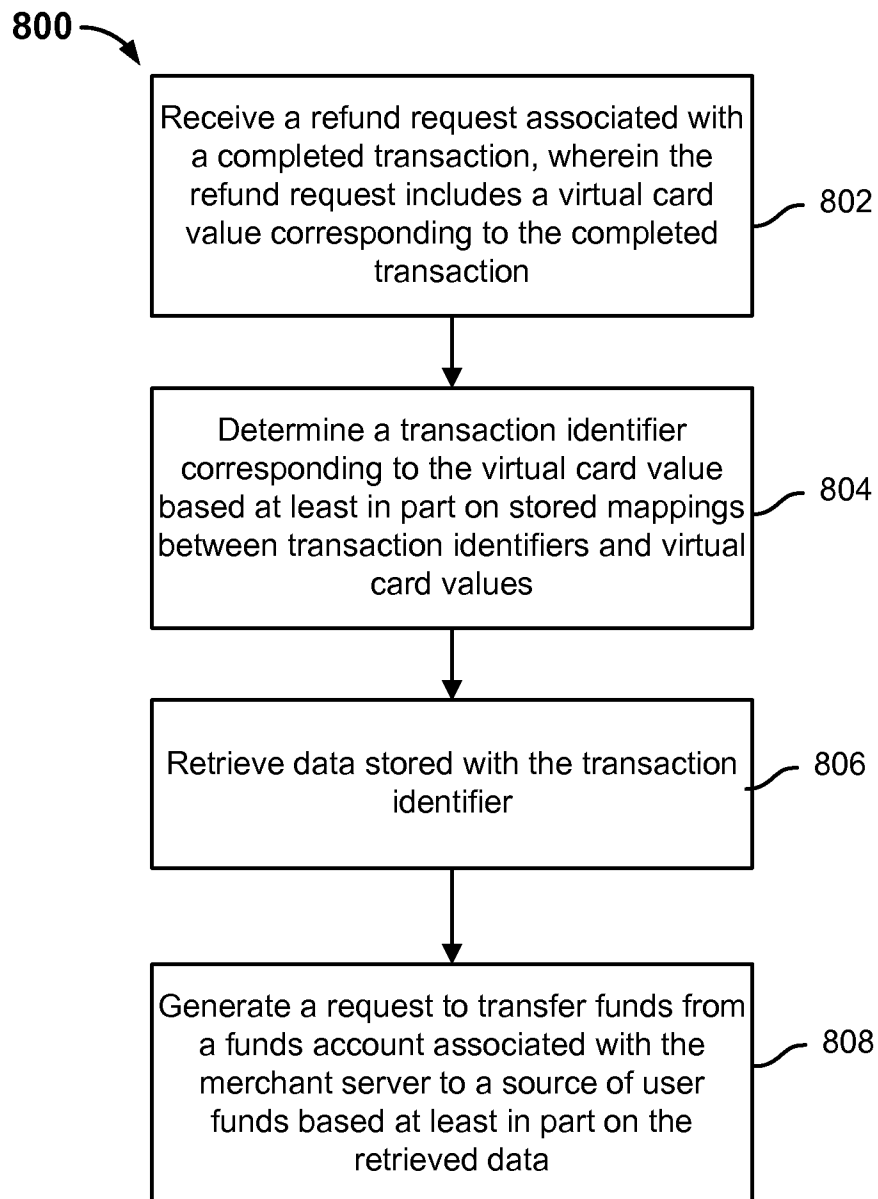 800
Receive a refund request associated with
a completed transaction, wherein the
refund request includes a virtual card
value corresponding to the completed
transaction
802
Determine a transaction identifier
corresponding to the virtual card value
based at least in part on stored mappings
between transaction identifiers and virtual
card values
804
Retrieve data stored with the transaction
identifier
806
Generate a request to transfer funds from
a funds account associated with the
merchant server to a source of user
funds based at least in part on the
retrieved data
808